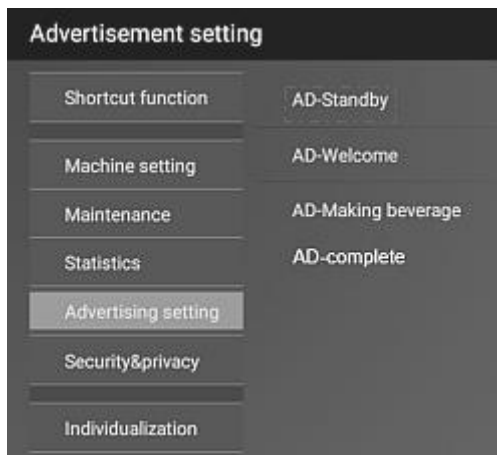 Advertisement setting
Shortcut function
Machine setting
Maintenance
Statistics
Advertising setting
Security&privacy
Individualization
AD-Standby
AD-Welcome
AD-Making beverage
AD-complete